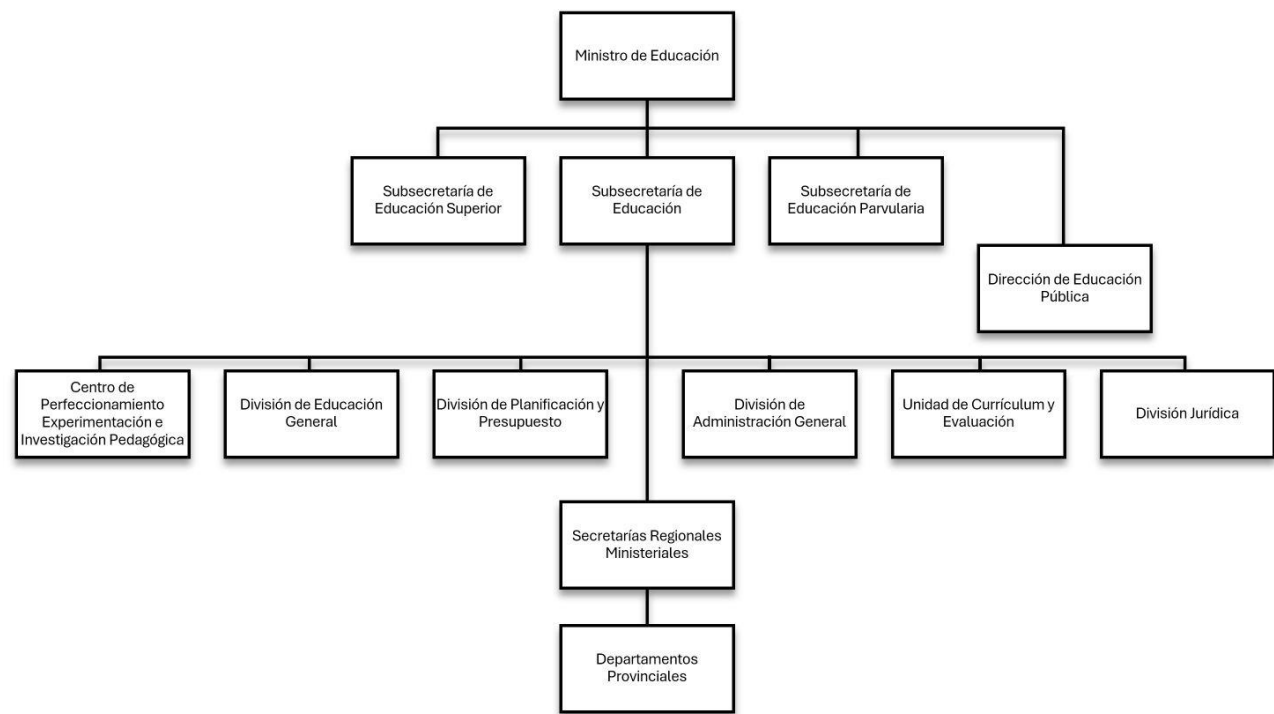 Ministro de Educación
Subsecretaría de
Educación Superior
Subsecretaría de
Educación
Subsecretaría de
Educación Parvularia
Dirección de Educación
Pública
Centro de
Perfeccionamiento
Experimentación e
Investigación Pedagógica
División de Educación
General
División de Planificación y
Presupuesto
División de
Administración General
Unidad de Currículum y
Evaluación
División Jurídica
Secretarías Regionales
Ministeriales
Departamentos
Provinciales